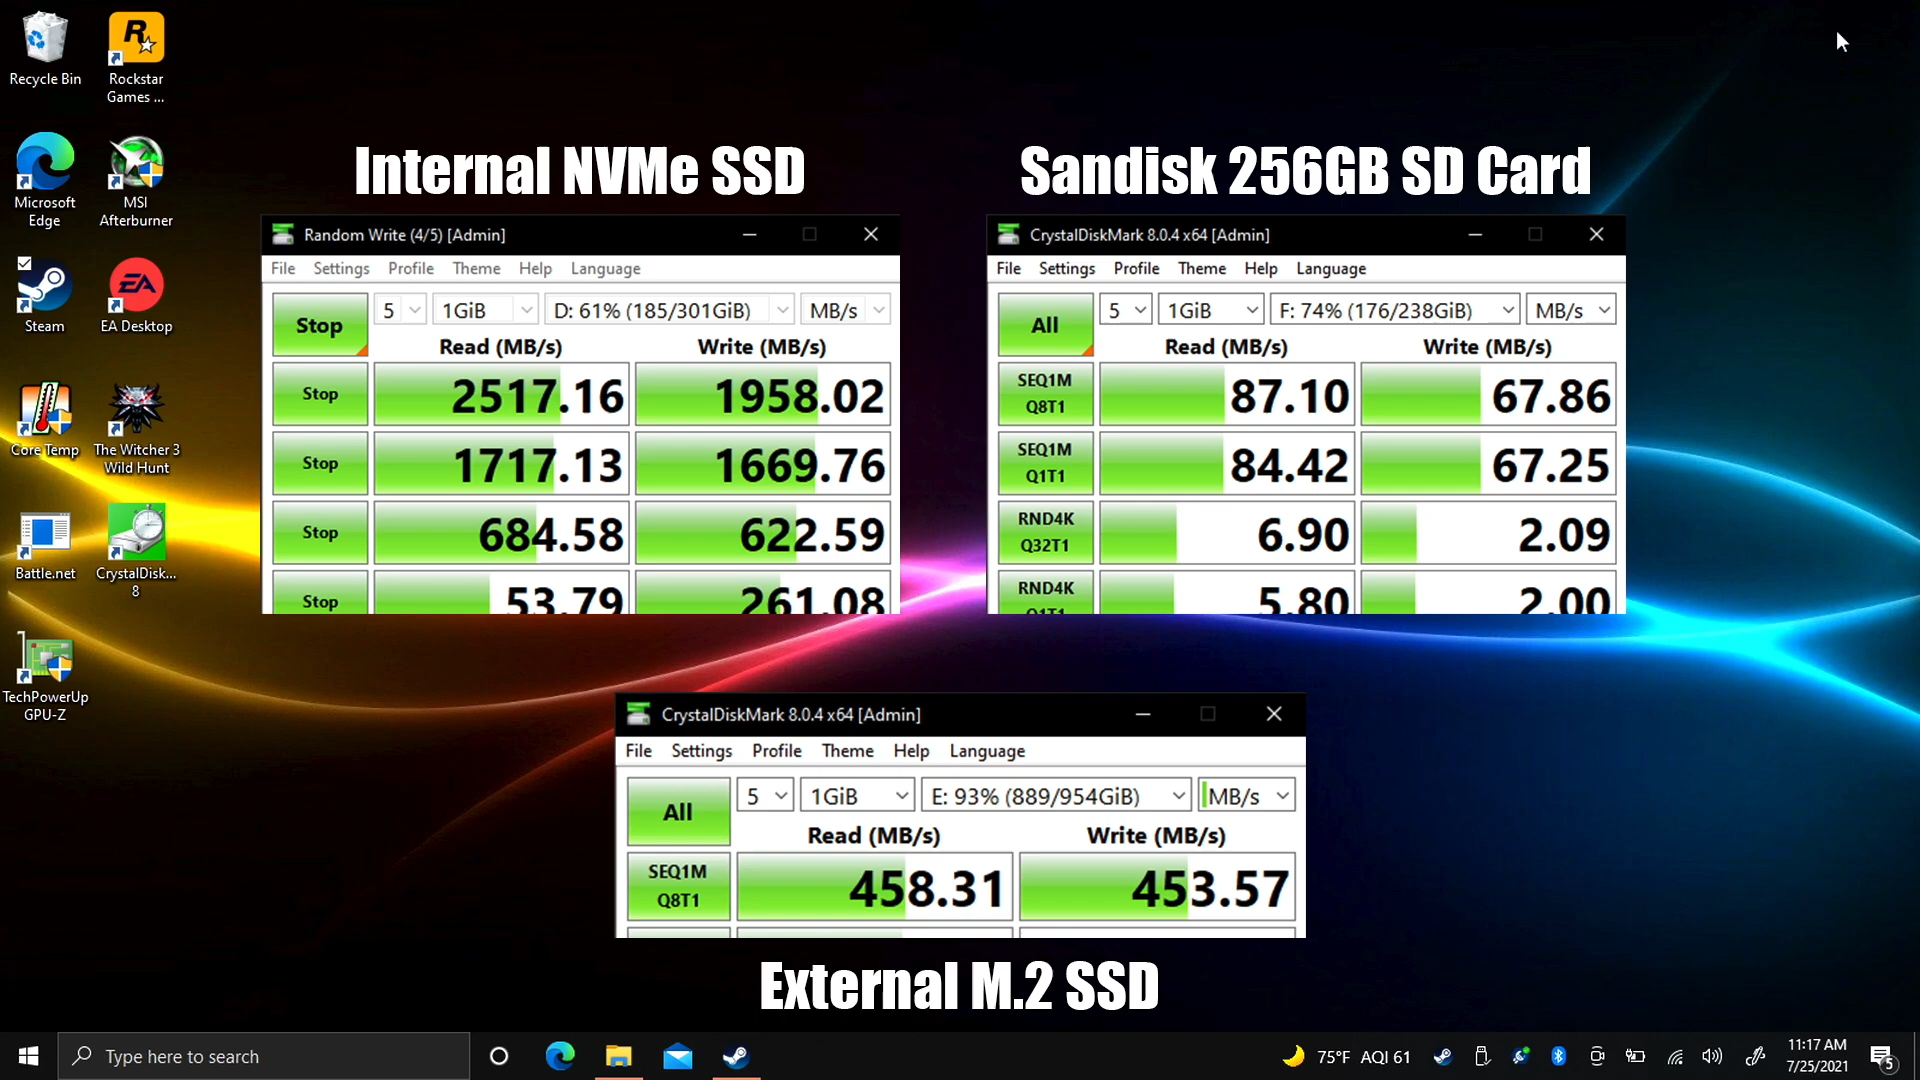 Recycle Bin
Rockstar
Games ...
Microsoft
Edge
MSI
Afterburner
Steam
EA
EA Desktop
Core Temp
The Witcher 3
Wild Hunt
Battle.net
CrystalDisk...
8
TechPowerUp
GPU-Z
Internal NVMe SSD
Random Write (4/5) [Admin]
File Settings Profile Theme Help Language
Stop 5 1GiB D: 61% (185/301GiB) MB/s
Read (MB/s) Write (MB/s)
Stop 2517.16 1958.02
Stop 1717.13 1669.76
Stop 684.58 622.59
Stop 53.79 261.08
Sandisk 256GB SD Card
CrystalDiskMark 8.0.4 x64 [Admin]
File Settings Profile Theme Help Language
All 5 1GiB F: 74% (176/238GiB) MB/s
Read (MB/s) Write (MB/s)
SEQ1M
Q8T1 87.10 67.86
SEQ1M
Q1T1 84.42 67.25
RND4K
Q32T1 6.90 2.09
RND4K
Q1T1 5.80 2.00
CrystalDiskMark 8.0.4 x64 [Admin]
File Settings Profile Theme Help Language
All 5 1GiB E: 93% (889/954GiB) MB/s
Read (MB/s) Write (MB/s)
SEQ1M
Q8T1 458.31 453.57
External M.2 SSD
Type here to search
75°F AQI 61
11:17 AM
7/25/2021
5